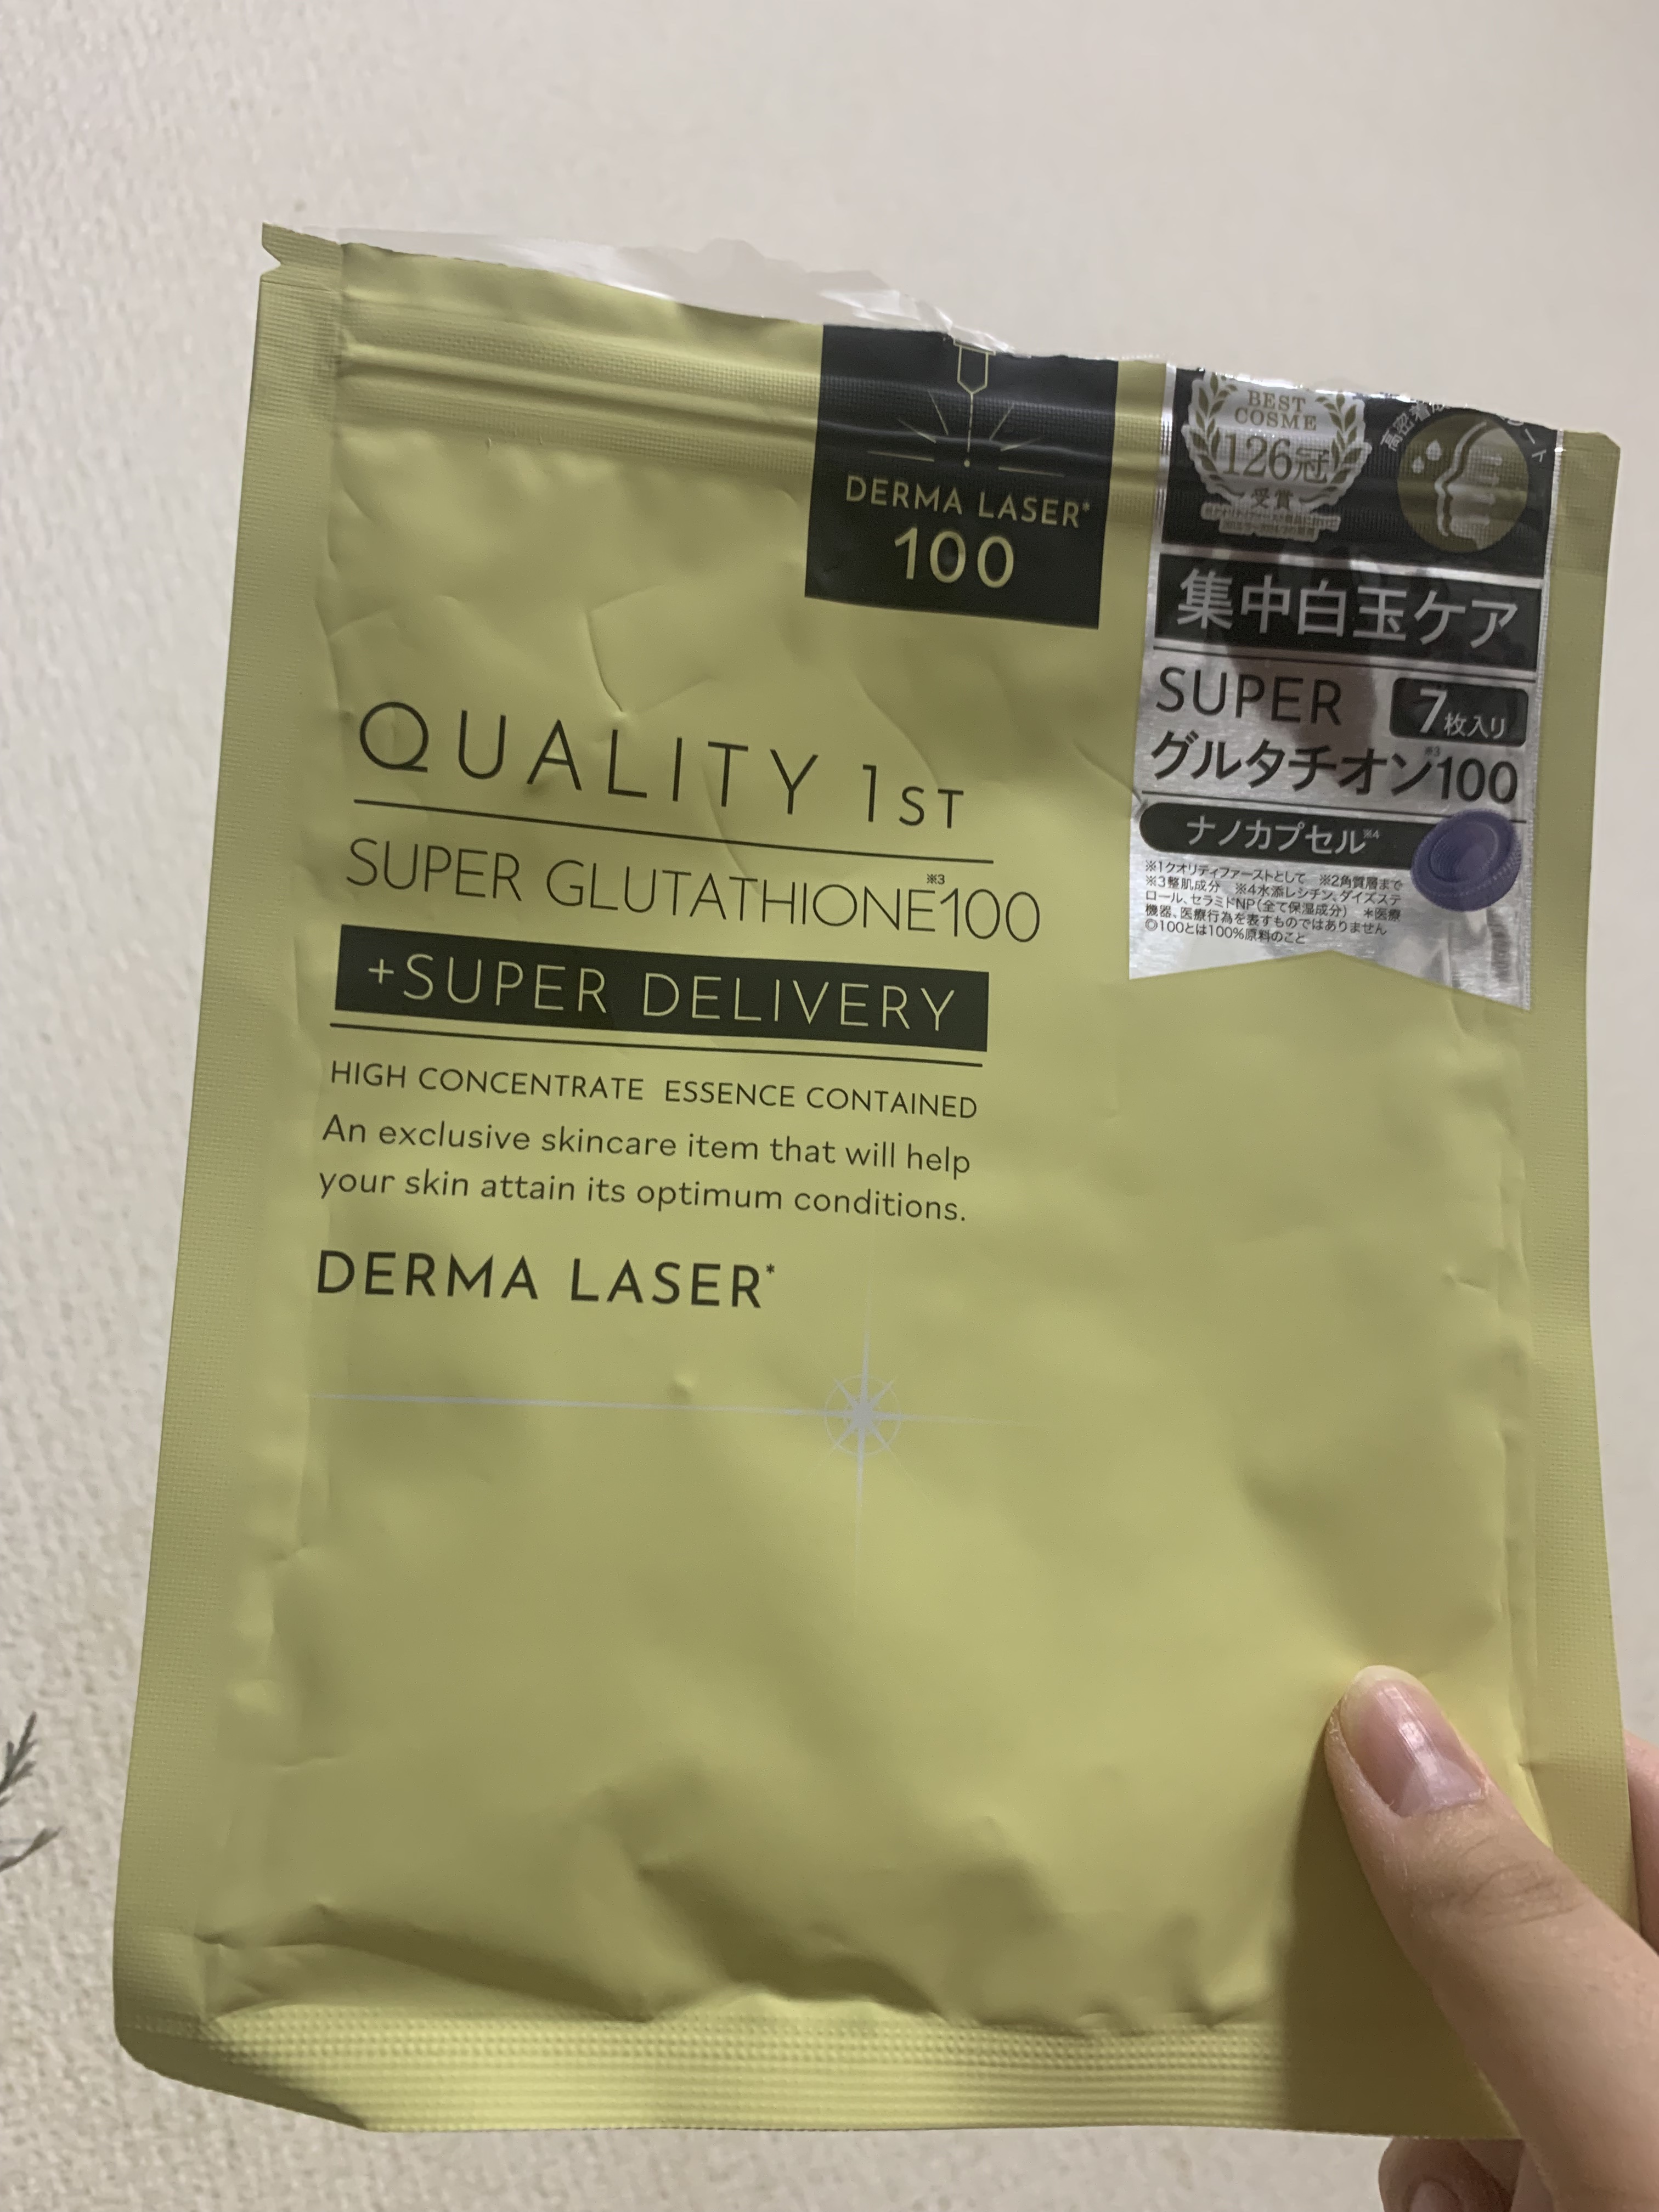 DERMA LASER*
100
QUALITY 1ST
SUPER GLUTATHIONE※3100
+SUPER DELIVERY
HIGH CONCENTRATE ESSENCE CONTAINED
An exclusive skincare item that will help
your skin attain its optimum conditions.
DERMA LASER*
BEST
COSME
126冠
受賞
高密着
集中白玉ケア
SUPER
7枚入り
グルタチオン※3100
ナノカプセル※4
※1クオリティファーストとして ※2角質層まで
※3整肌成分 ※4水添レシチン、ダイズステ
ロール、セラミドNP(全て保湿成分) *医療
機器、医療行為を表すものではありません
◎100とは100%原料のこと